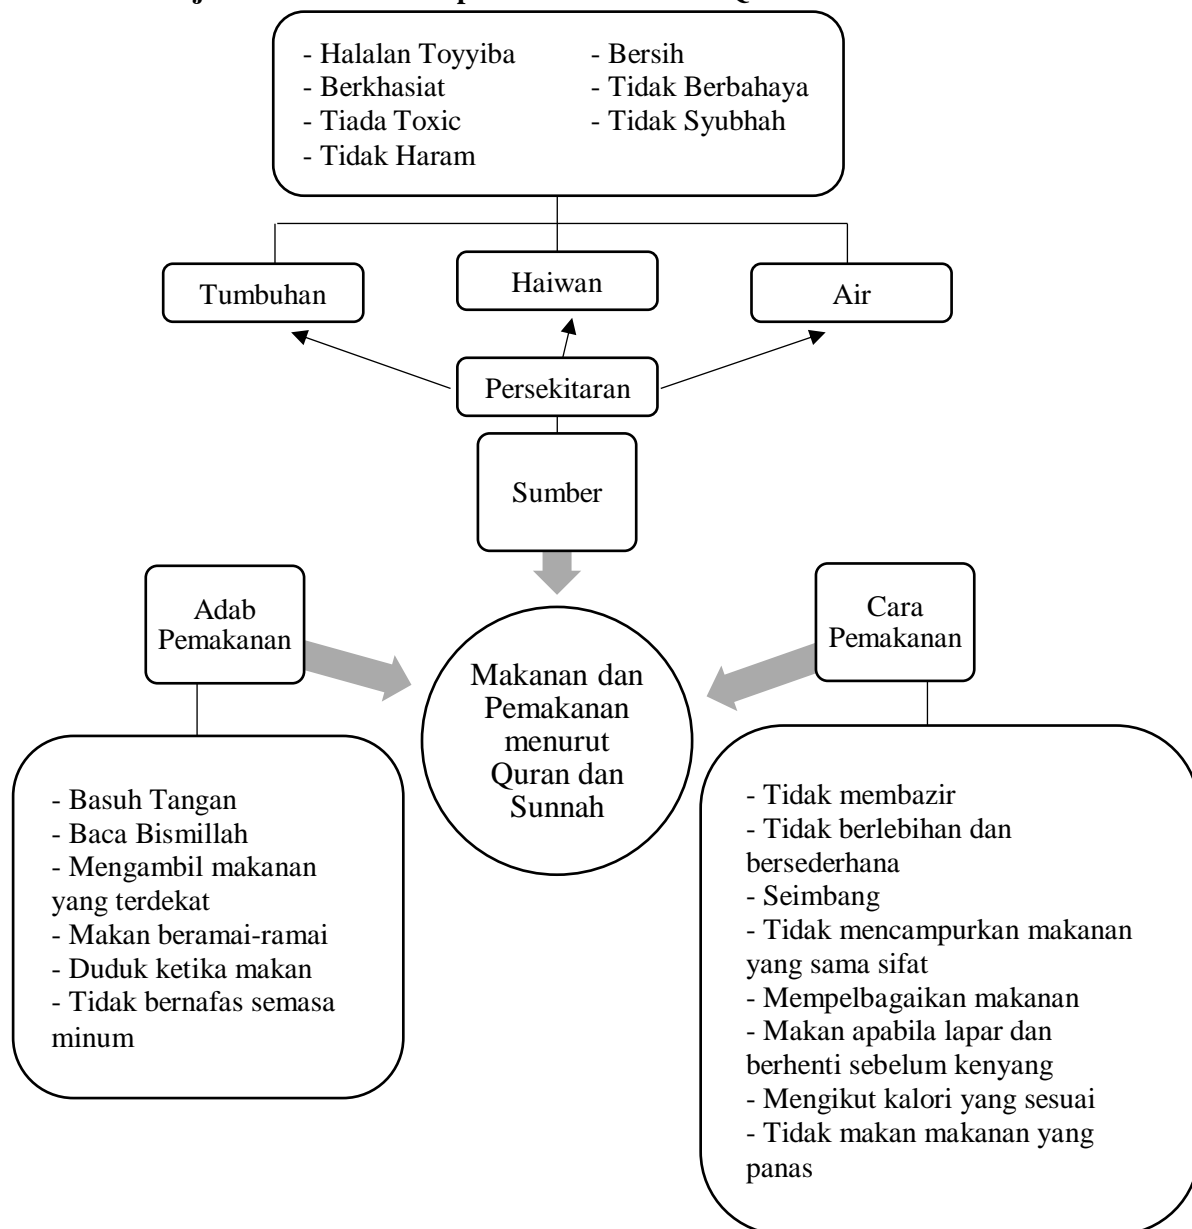 - Halalan Toyyiba
- Berkhasiat
- Tiada Toxic
- Tidak Haram
- Bersih
- Tidak Berbahaya
- Tidak Syubhah
Tumbuhan
Haiwan
Air
Persekitaran
Sumber
Adab
Pemakanan
Cara
Pemakanan
Makanan dan
Pemakanan
menurut
Quran dan
Sunnah
- Basuh Tangan
- Baca Bismillah
- Mengambil makanan
yang terdekat
- Makan beramai-ramai
- Duduk ketika makan
- Tidak bernafas semasa
minum
- Tidak membazir
- Tidak berlebihan dan
bersederhana
- Seimbang
- Tidak mencampurkan makanan
yang sama sifat
- Mempelbagaikan makanan
- Makan apabila lapar dan
berhenti sebelum kenyang
- Mengikut kalori yang sesuai
- Tidak makan makanan yang
panas